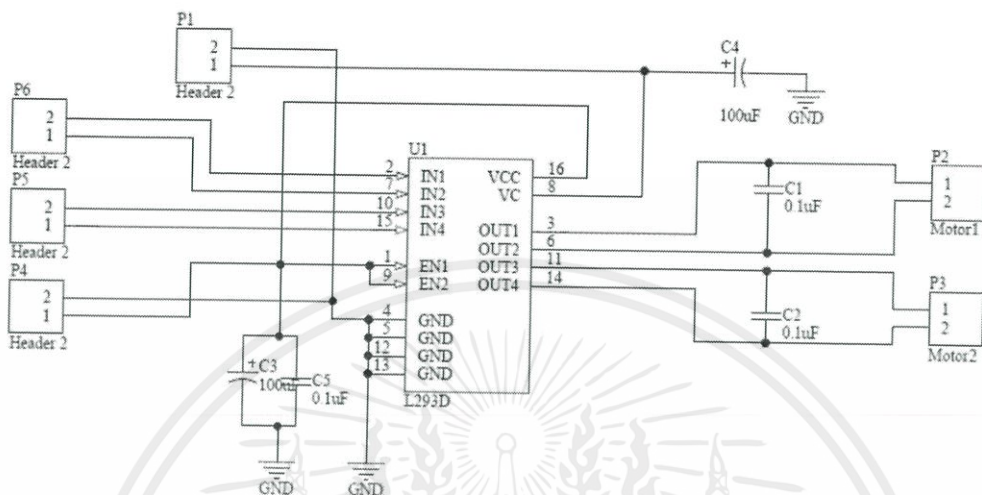 P1
2
1
Header 2
C4
+
100uF
GND
P6
2
1
Header 2
P5
2
1
Header 2
P4
2
1
Header 2
U1
2 IN1
7 IN2
10 IN3
15 IN4
1 EN1
9 EN2
4 GND
5 GND
12 GND
13 GND
VCC 16
VC 8
OUT1 3
OUT2 6
OUT3 11
OUT4 14
L293D
C1
0.1uF
P2
1
2
Motor1
C2
0.1uF
P3
1
2
Motor2
+
C3
100uF
C5
0.1uF
GND
GND